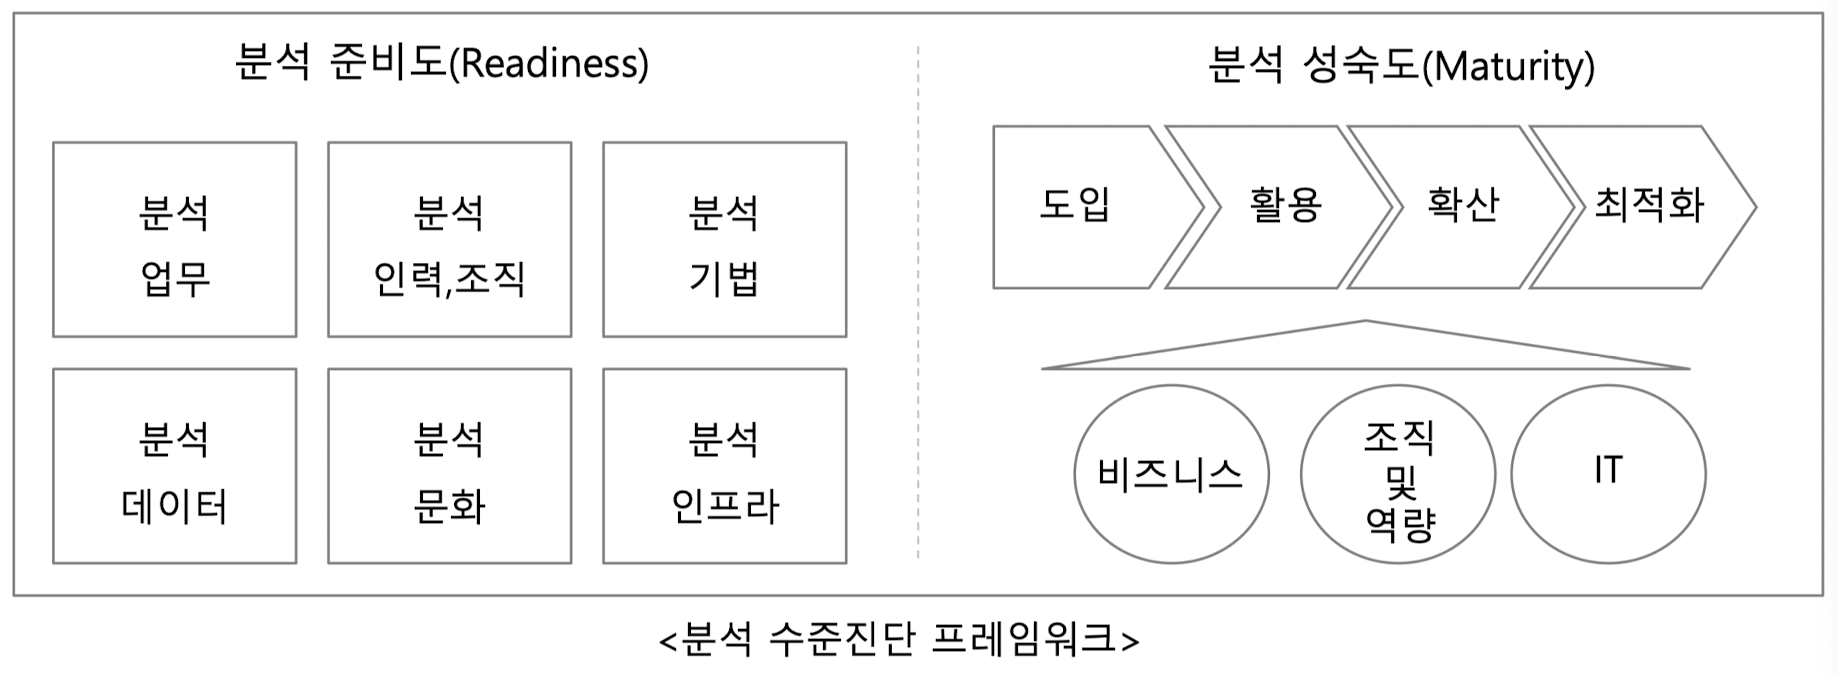 분석 준비도(Readiness)
분석
업무
분석
인력,조직
분석
기법
분석
데이터
분석
문화
분석
인프라
분석 성숙도(Maturity)
도입
활용
확산
최적화
비즈니스
조직
및
역량
IT
<분석 수준진단 프레임워크>